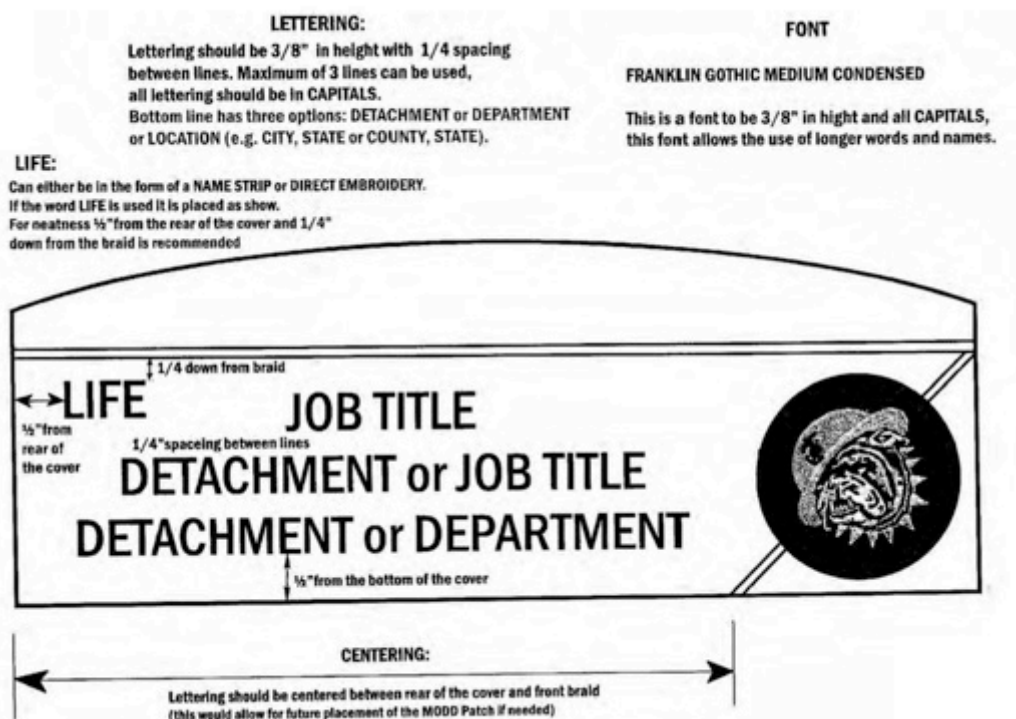 LETTERING:
Lettering should be 3/8" in height with 1/4 spacing
between lines. Maximum of 3 lines can be used,
all lettering should be in CAPITALS.
Bottom line has three options: DETACHMENT or DEPARTMENT
or LOCATION (e.g. CITY, STATE or COUNTY, STATE).
FONT
FRANKLIN GOTHIC MEDIUM CONDENSED
This is a font to be 3/8" in hight and all CAPITALS,
this font allows the use of longer words and names.
LIFE:
Can either be in the form of a NAME STRIP or DIRECT EMBROIDERY.
If the word LIFE is used it is placed as show.
For neatness ½"from the rear of the cover and 1/4"
down from the braid is recommended
1/4 down from braid
LIFE
½"from
rear of
the cover
JOB TITLE
1/4"spaceing between lines
DETACHMENT or JOB TITLE
DETACHMENT or DEPARTMENT
½"from the bottom of the cover
CENTERING:
Lettering should be centered between rear of the cover and front braid
(this would allow for future placement of the MODD Patch if needed)